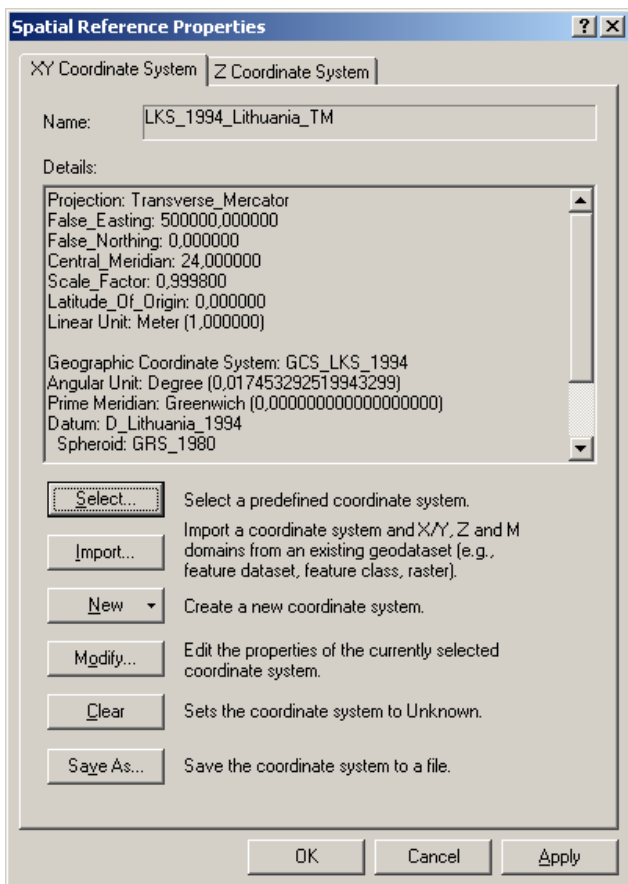 Spatial Reference Properties
XY Coordinate System
Z Coordinate System
Name:
LKS_1994_Lithuania_TM
Details:
Projection: Transverse_Mercator
False_Easting: 500000,000000
False_Northing: 0,000000
Central_Meridian: 24,000000
Scale_Factor: 0,999800
Latitude_Of_Origin: 0,000000
Linear Unit: Meter (1,000000)
Geographic Coordinate System: GCS_LKS_1994
Angular Unit: Degree (0,017453292519943299)
Prime Meridian: Greenwich (0,000000000000000000)
Datum: D_Lithuania_1994
Spheroid: GRS_1980
Select...
Select a predefined coordinate system.
Import...
Import a coordinate system and X/Y, Z and M
domains from an existing geodataset (e.g.,
feature dataset, feature class, raster).
New
Create a new coordinate system.
Modify...
Edit the properties of the currently selected
coordinate system.
Clear
Sets the coordinate system to Unknown.
Save As...
Save the coordinate system to a file.
OK
Cancel
Apply